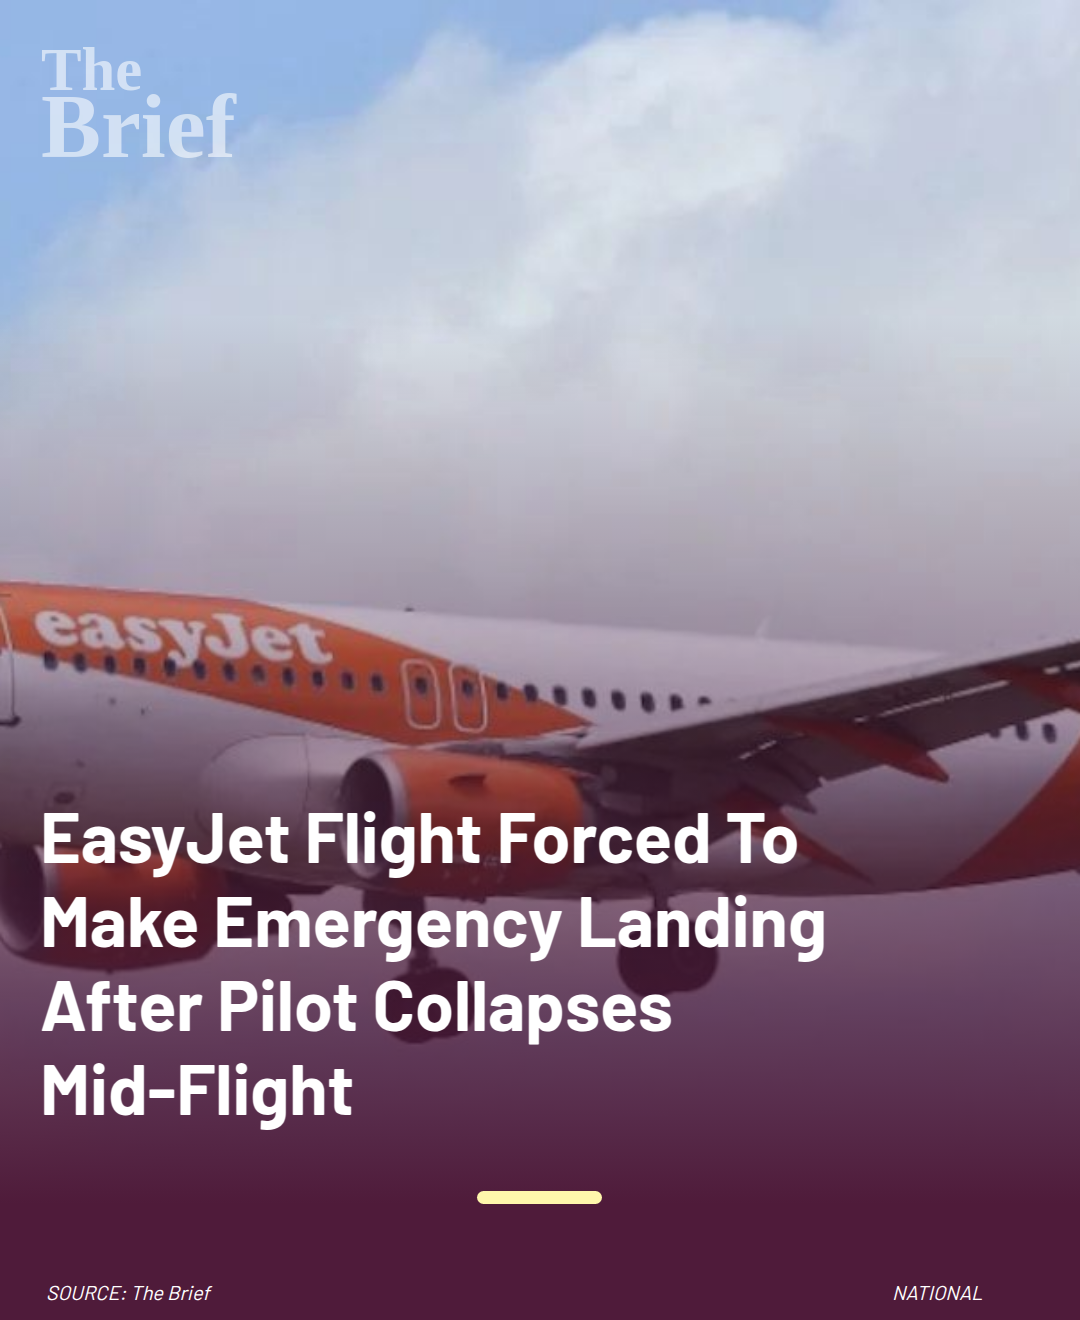 The
Brief
easyJet
EasyJet Flight Forced To
Make Emergency Landing
After Pilot Collapses
Mid-Flight
SOURCE: The Brief
NATIONAL